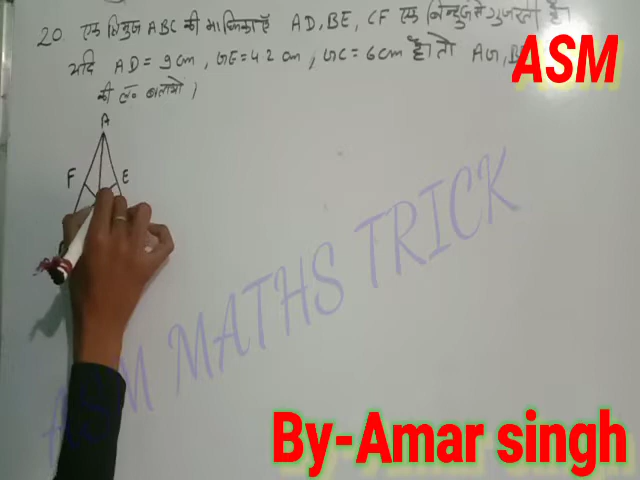 20 एक त्रिभुज ABC की माध्यिकाएँ AD, BE, CF एक बिन्दु G से गुजरती है।
यदि AD = 9 cm, GE = 4.2 cm, GC = 6 cm है। तो AG, B
की ल० बताओ।
ASM
A
F
E
ASM MATHS TRICK
By-Amar singh